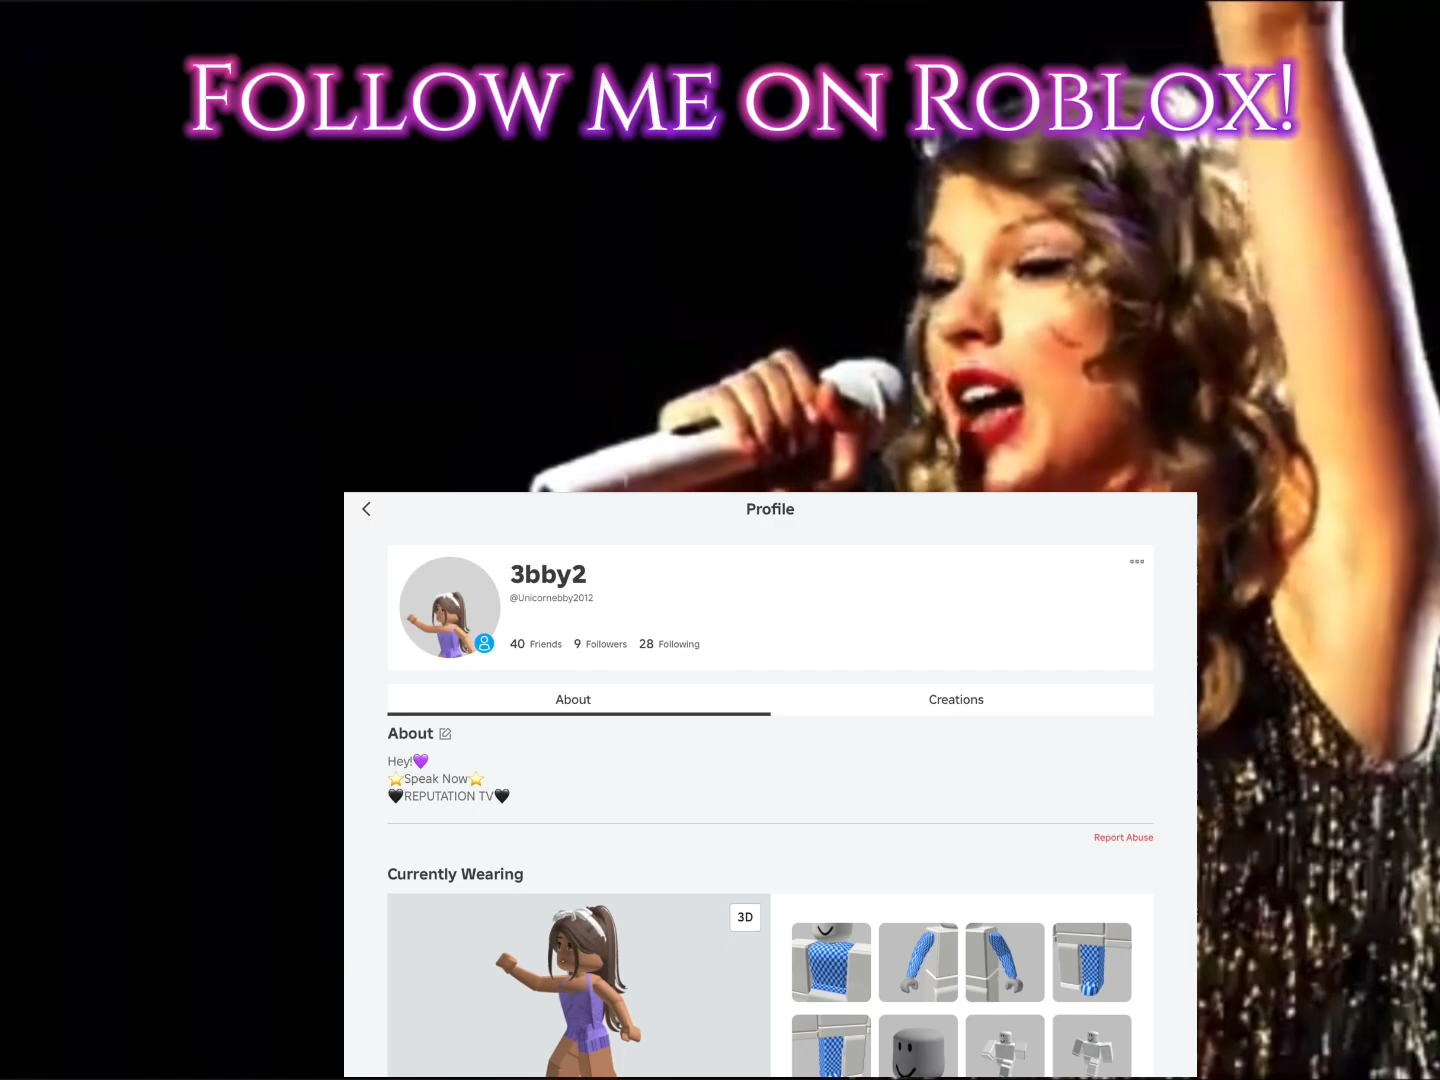 Follow me on Roblox!
Profile
3bby2
@Unicornebby2012
40 Friends 9 Followers 28 Following
About Creations
About
Hey!💜
⭐Speak Now⭐
🖤REPUTATION TV🖤
Report Abuse
Currently Wearing
3D